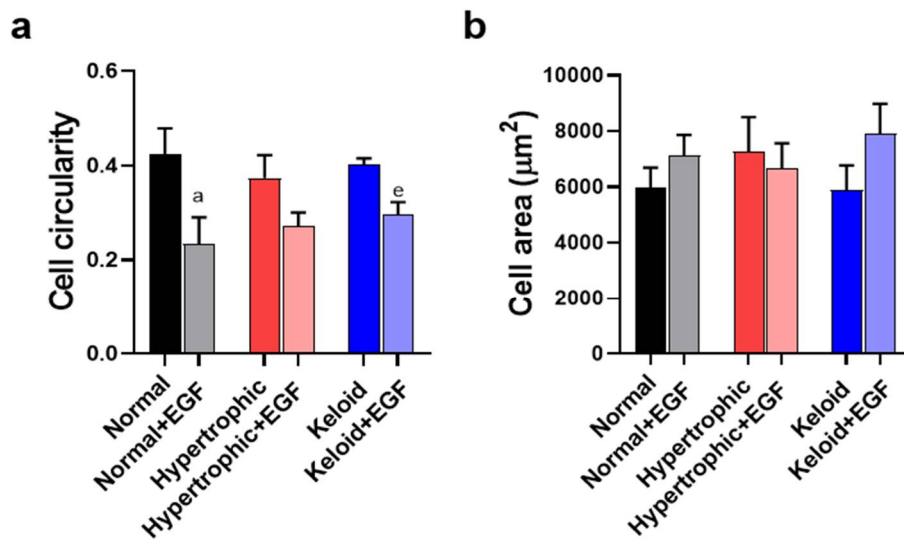 a
Cell circularity
0.6
0.4
0.2
0.0
a
e
Normal
Normal+EGF
Hypertrophic
Hypertrophic+EGF
Keloid
Keloid+EGF
b
Cell area (μm²)
10000
8000
6000
4000
2000
0
Normal
Normal+EGF
Hypertrophic
Hypertrophic+EGF
Keloid
Keloid+EGF